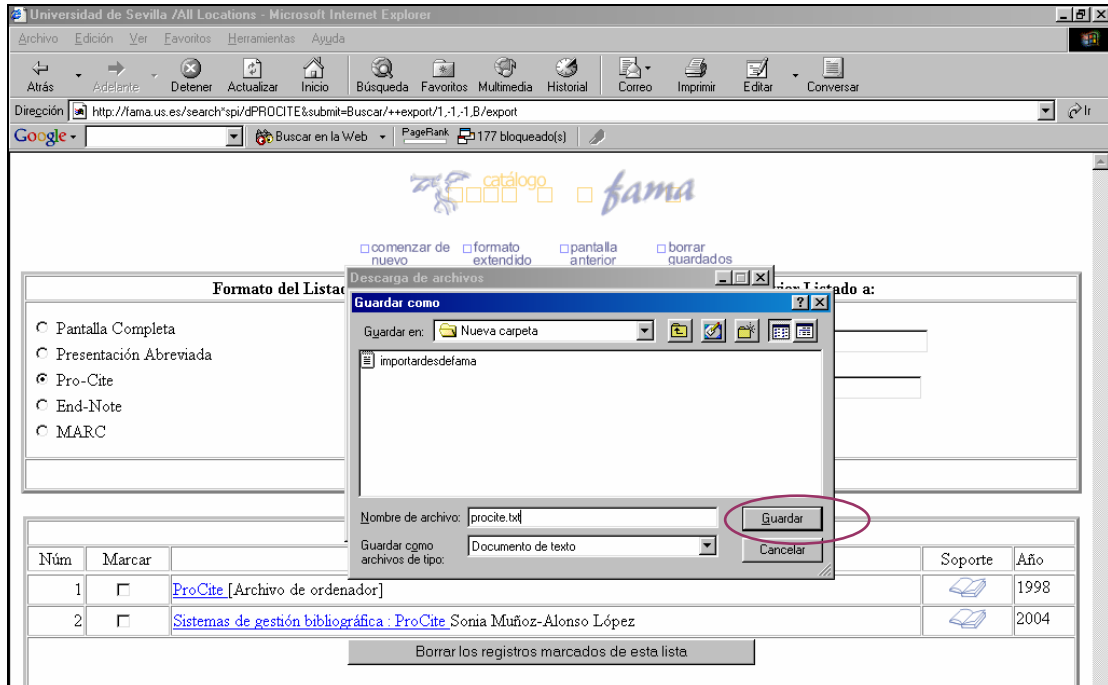 Universidad de Sevilla /All Locations - Microsoft Internet Explorer
Archivo Edición Ver Favoritos Herramientas Ayuda
Atrás Adelante Detener Actualizar Inicio Búsqueda Favoritos Multimedia Historial Correo Imprimir Editar Conversar
Dirección http://fama.us.es/search*spi/dPROCITE&submit=Buscar/++export/1,-1,-1,B/export Ir
Google Buscar en la Web PageRank 177 bloqueado(s)
catálogo fama
comenzar de nuevo
formato extendido
pantalla anterior
borrar guardados
Formato del Listad
Listado a:
Pantalla Completa
Presentación Abreviada
Pro-Cite
End-Note
MARC
Descarga de archivos
Guardar como
Guardar en: Nueva carpeta
importardesdefama
Nombre de archivo: procite.txt
Guardar
Guardar como archivos de tipo: Documento de texto
Cancelar
Núm Marcar Soporte Año
1 ProCite [Archivo de ordenador] 1998
2 Sistemas de gestión bibliográfica : ProCite Sonia Muñoz-Alonso López 2004
Borrar los registros marcados de esta lista